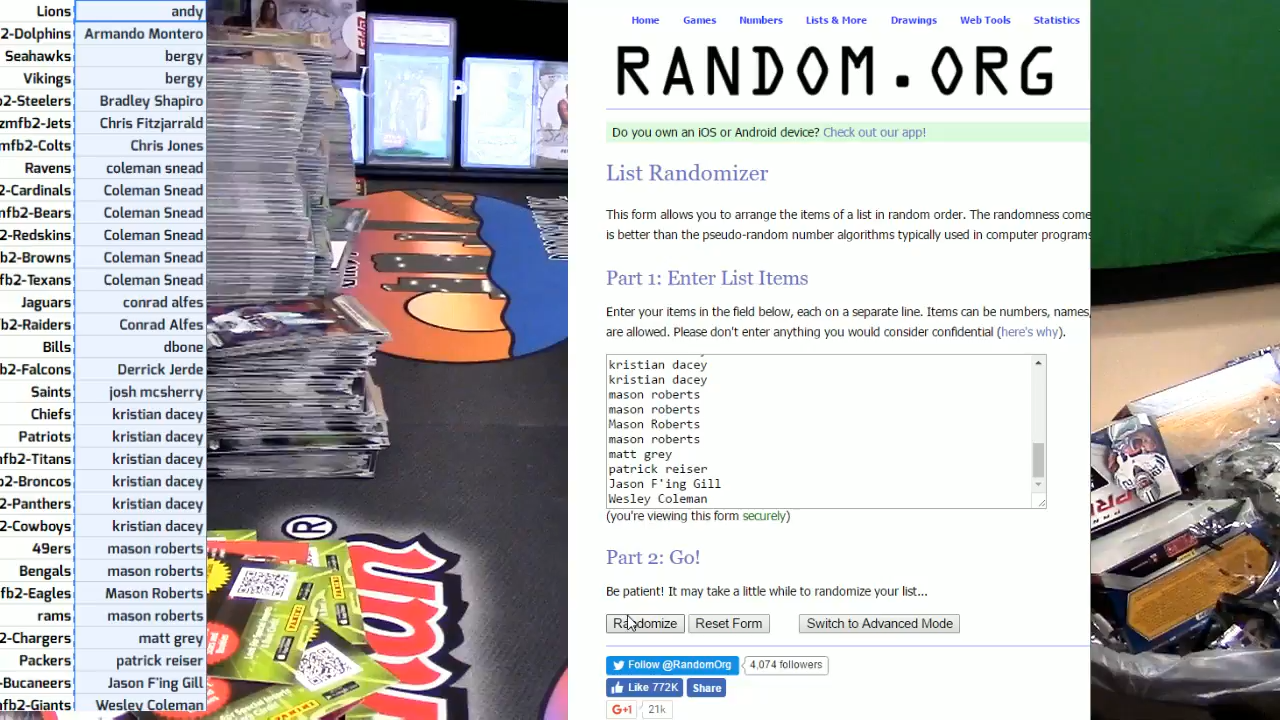 Lions andy
2-Dolphins Armando Montero
Seahawks bergy
Vikings bergy
b2-Steelers Bradley Shapiro
zmfb2-Jets Chris Fitzjarrald
mfb2-Colts Chris Jones
Ravens coleman snead
2-Cardinals Coleman Snead
mfb2-Bears Coleman Snead
2-Redskins Coleman Snead
b2-Browns Coleman Snead
b2-Texans Coleman Snead
Jaguars conrad alfes
b2-Raiders Conrad Alfes
Bills dbone
b2-Falcons Derrick Jerde
Saints josh mcsherry
Chiefs kristian dacey
Patriots kristian dacey
nfb2-Titans kristian dacey
b2-Broncos kristian dacey
2-Panthers kristian dacey
2-Cowboys kristian dacey
49ers mason roberts
Bengals mason roberts
fb2-Eagles Mason Roberts
rams mason roberts
2-Chargers matt grey
Packers patrick reiser
-Bucaneers Jason F'ing Gill
nfb2-Giants Wesley Coleman
Home Games Numbers Lists & More Drawings Web Tools Statistics
RANDOM.ORG
Do you own an iOS or Android device? Check out our app!
List Randomizer
This form allows you to arrange the items of a list in random order. The randomness come
is better than the pseudo-random number algorithms typically used in computer programs
Part 1: Enter List Items
Enter your items in the field below, each on a separate line. Items can be numbers, names,
are allowed. Please don't enter anything you would consider confidential (here's why).
kristian dacey
kristian dacey
mason roberts
mason roberts
Mason Roberts
mason roberts
matt grey
patrick reiser
Jason F'ing Gill
Wesley Coleman
(you're viewing this form securely)
Part 2: Go!
Be patient! It may take a little while to randomize your list...
Randomize Reset Form Switch to Advanced Mode
Follow @RandomOrg 4,074 followers
Like 772K Share
G+1 21k